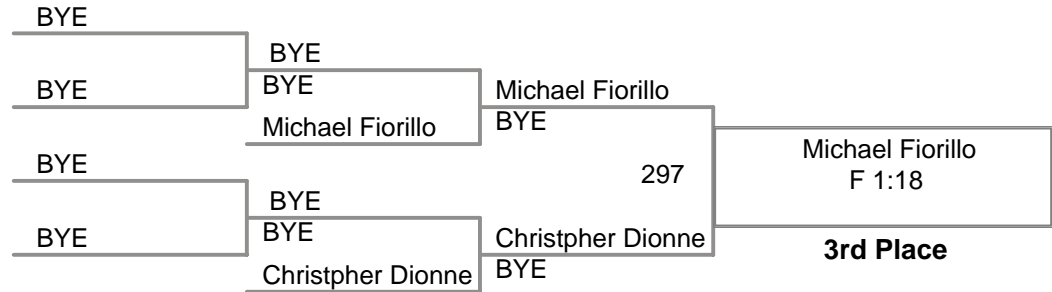 BYE
BYE
BYE
BYE
Michael Fiorillo
Michael Fiorillo
BYE
BYE
297
Michael Fiorillo
F 1:18
3rd Place
BYE
BYE
BYE
Christpher Dionne
BYE
Christpher Dionne
BYE